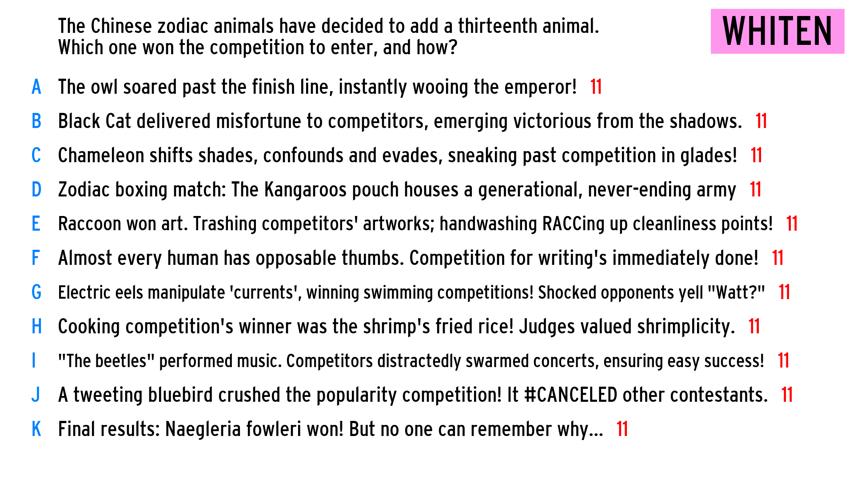 The Chinese zodiac animals have decided to add a thirteenth animal.
Which one won the competition to enter, and how?
WHITEN
A The owl soared past the finish line, instantly wooing the emperor! 11
B Black Cat delivered misfortune to competitors, emerging victorious from the shadows. 11
C Chameleon shifts shades, confounds and evades, sneaking past competition in glades! 11
D Zodiac boxing match: The Kangaroos pouch houses a generational, never-ending army 11
E Raccoon won art. Trashing competitors' artworks; handwashing RACCing up cleanliness points! 11
F Almost every human has opposable thumbs. Competition for writing's immediately done! 11
G Electric eels manipulate 'currents', winning swimming competitions! Shocked opponents yell "Watt?" 11
H Cooking competition's winner was the shrimp's fried rice! Judges valued shrimplicity. 11
I "The beetles" performed music. Competitors distractedly swarmed concerts, ensuring easy success! 11
J A tweeting bluebird crushed the popularity competition! It #CANCELED other contestants. 11
K Final results: Naegleria fowleri won! But no one can remember why... 11